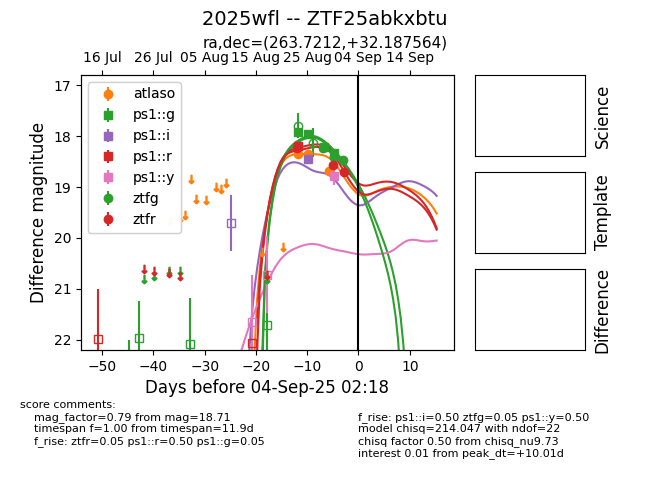 2025wfl -- ZTF25abkxbtu
ra,dec=(263.7212,+32.187564)
16 Jul 26 Jul 05 Aug 15 Aug 25 Aug 04 Sep 14 Sep
17
18
19
20
21
22
Difference magnitude
atlaso
ps1::g
ps1::i
ps1::r
ps1::y
ztfg
ztfr
−50 −40 −30 −20 −10 0 10
Days before 04-Sep-25 02:18
Science
Template
Difference
score comments:
mag_factor=0.79 from mag=18.71
timespan f=1.00 from timespan=11.9d
f_rise: ztfr=0.05 ps1::r=0.50 ps1::g=0.05
f_rise: ps1::i=0.50 ztfg=0.05 ps1::y=0.50
model chisq=214.047 with ndof=22
chisq factor 0.50 from chisq_nu9.73
interest 0.01 from peak_dt=+10.01d